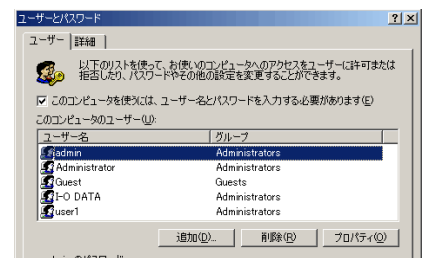 ユーザーとパスワード
ユーザー 詳細
以下のリストを使って、お使いのコンピュータへのアクセスをユーザーに許可または
拒否したり、パスワードやその他の設定を変更することができます。
このコンピュータを使うには、ユーザー名とパスワードを入力する必要があります(E)
このコンピュータのユーザー(U):
ユーザー名 グループ
admin Administrators
Administrator Administrators
Guest Guests
I-O DATA Administrators
user1 Administrators
追加(D)... 削除(R) プロパティ(O)